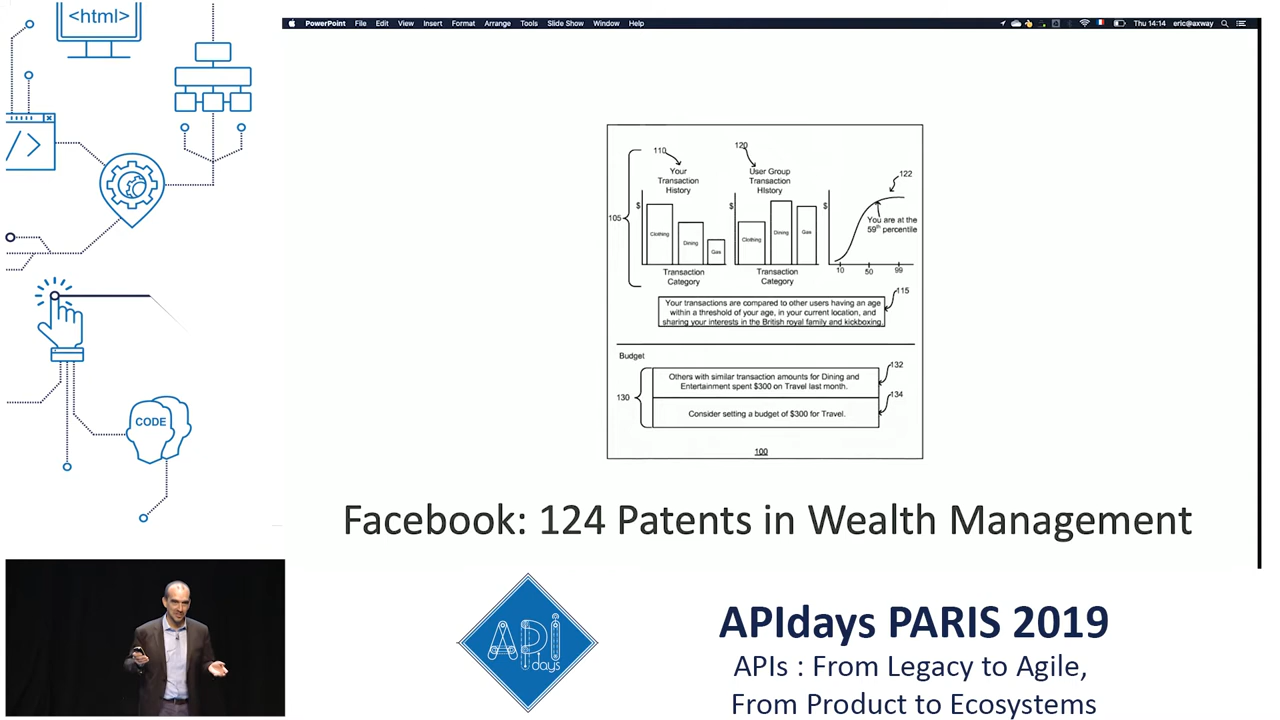 <html>
PowerPoint File Edit View Insert Format Arrange Tools Slide Show Window Help
Thu 14:14 eric@axway
</>
CODE
110
120
122
105
Your
Transaction
History
User Group
Transaction
HIstory
$
$
$
Clothing
Dining
Gas
Clothing
Dining
Gas
You are at the
59th percentile
10 50 99
Transaction
Category
Transaction
Category
115
Your transactions are compared to other users having an age
within a threshold of your age, in your current location, and
sharing your interests in the British royal family and kickboxing.
Budget
130
132
Others with similar transaction amounts for Dining and
Entertainment spent $300 on Travel last month.
134
Consider setting a budget of $300 for Travel.
100
Facebook: 124 Patents in Wealth Management
API
days
APIdays PARIS 2019
APIs : From Legacy to Agile,
From Product to Ecosystems